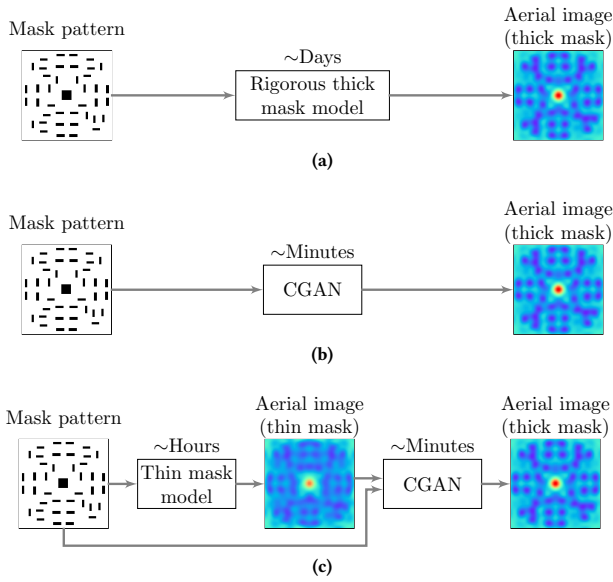 Mask pattern
∼Days
Rigorous thick
mask model
Aerial image
(thick mask)
(a)
Mask pattern
∼Minutes
CGAN
Aerial image
(thick mask)
(b)
Mask pattern
∼Hours
Thin mask
model
Aerial image
(thin mask)
∼Minutes
CGAN
Aerial image
(thick mask)
(c)